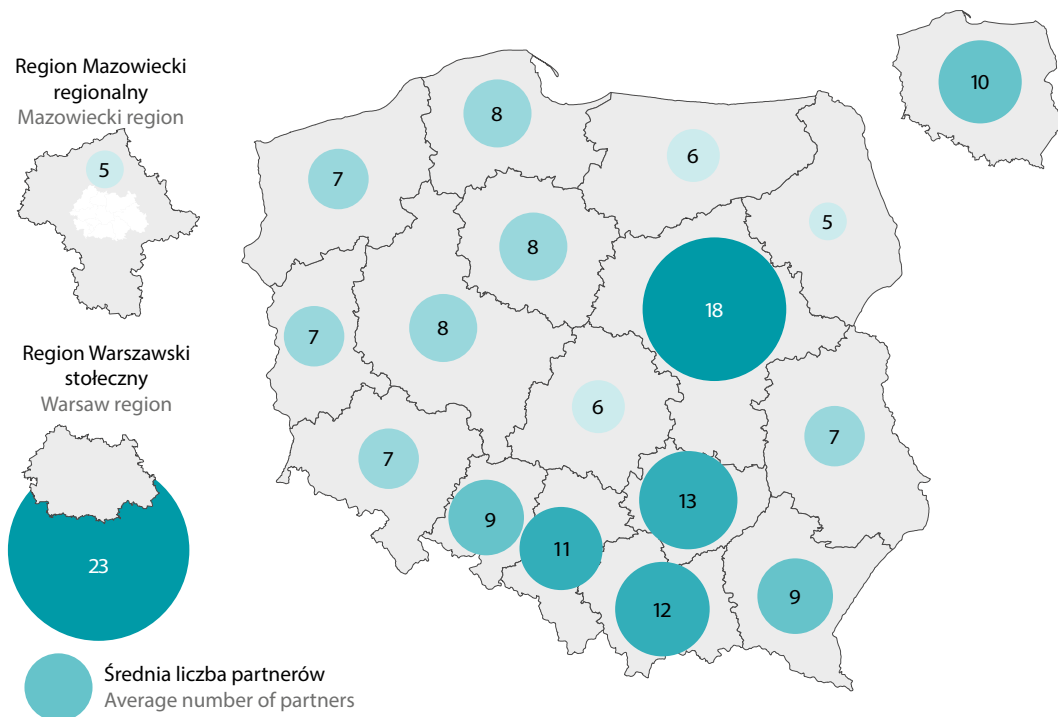 Region Mazowiecki
regionalny
Mazowiecki region
5
Region Warszawski
stołeczny
Warsaw region
23
10
8
6
7
5
8
18
8
7
6
7
7
13
9
11
9
12
Średnia liczba partnerów
Average number of partners